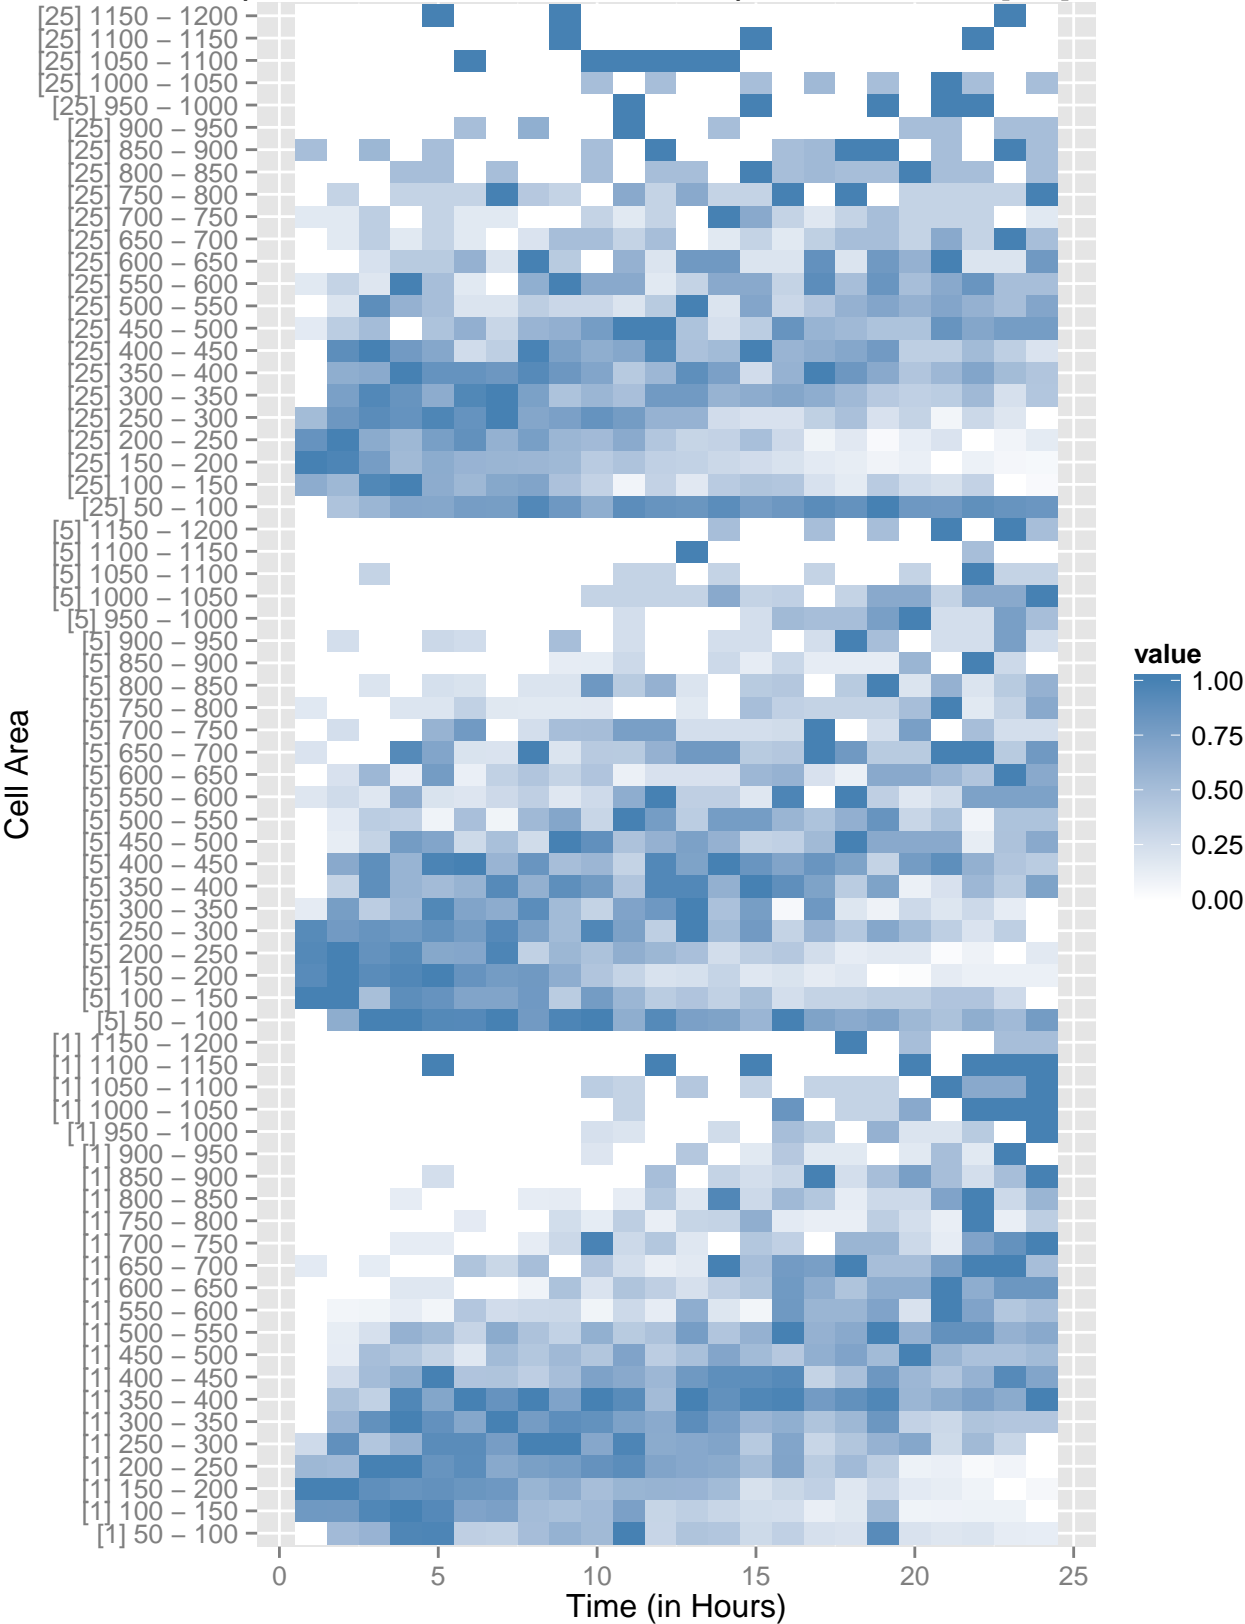 [25] 1150 – 1200
[25] 1100 – 1150
[25] 1050 – 1100
[25] 1000 – 1050
[25] 950 – 1000
[25] 900 – 950
[25] 850 – 900
[25] 800 – 850
[25] 750 – 800
[25] 700 – 750
[25] 650 – 700
[25] 600 – 650
[25] 550 – 600
[25] 500 – 550
[25] 450 – 500
[25] 400 – 450
[25] 350 – 400
[25] 300 – 350
[25] 250 – 300
[25] 200 – 250
[25] 150 – 200
[25] 100 – 150
[25] 50 – 100
[5] 1150 – 1200
[5] 1100 – 1150
[5] 1050 – 1100
[5] 1000 – 1050
[5] 950 – 1000
[5] 900 – 950
[5] 850 – 900
[5] 800 – 850
[5] 750 – 800
[5] 700 – 750
[5] 650 – 700
[5] 600 – 650
[5] 550 – 600
[5] 500 – 550
[5] 450 – 500
[5] 400 – 450
[5] 350 – 400
[5] 300 – 350
[5] 250 – 300
[5] 200 – 250
[5] 150 – 200
[5] 100 – 150
[5] 50 – 100
[1] 1150 – 1200
[1] 1100 – 1150
[1] 1050 – 1100
[1] 1000 – 1050
[1] 950 – 1000
[1] 900 – 950
[1] 850 – 900
[1] 800 – 850
[1] 750 – 800
[1] 700 – 750
[1] 650 – 700
[1] 600 – 650
[1] 550 – 600
[1] 500 – 550
[1] 450 – 500
[1] 400 – 450
[1] 350 – 400
[1] 300 – 350
[1] 250 – 300
[1] 200 – 250
[1] 150 – 200
[1] 100 – 150
[1] 50 – 100
Cell Area
0 5 10 15 20 25
Time (in Hours)
value
1.00
0.75
0.50
0.25
0.00